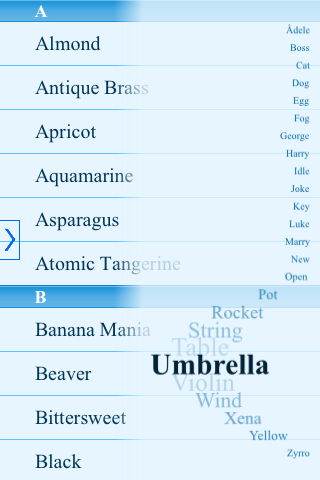 A
Almond
Antique Brass
Apricot
Aquamarine
Asparagus
Atomic Tangerine
B
Banana Mania
Beaver
Bittersweet
Black
Àdele
Boss
Cat
Dog
Egg
Fog
George
Harry
Idle
Joke
Key
Luke
Marry
New
Open
Pot
Rocket
String
Table
Umbrella
Violin
Wind
Xena
Yellow
Zyrro